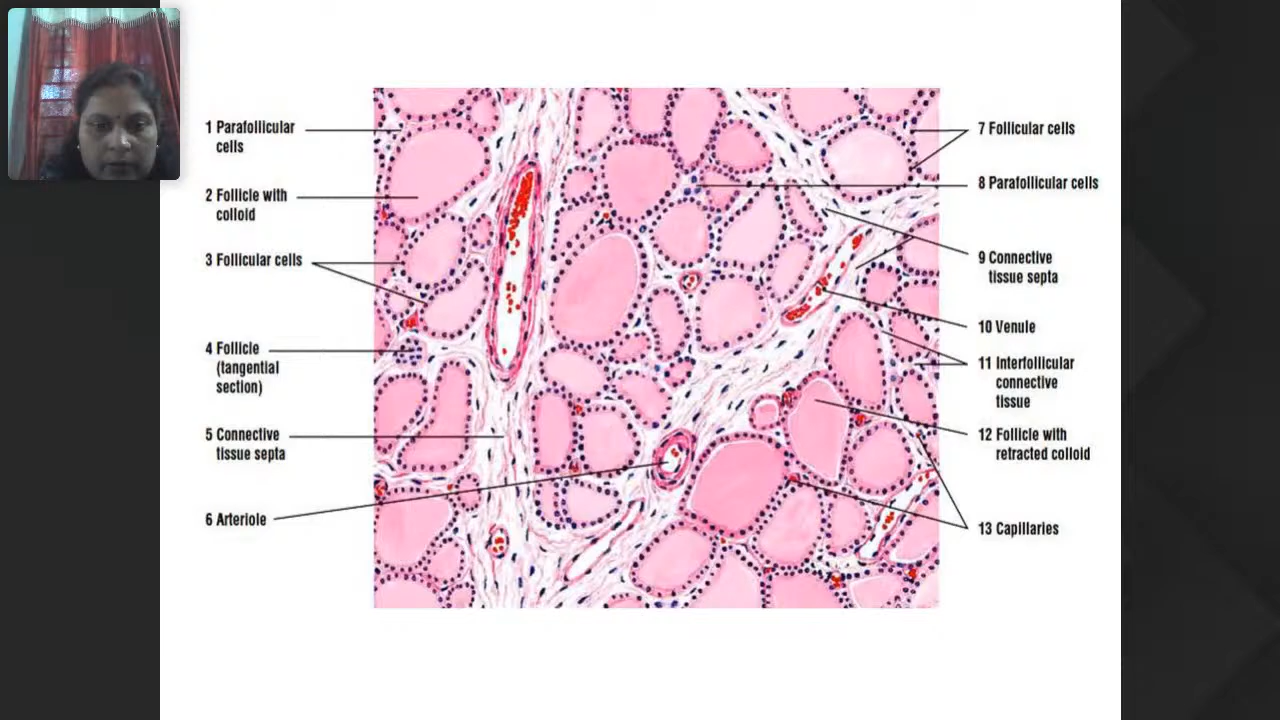 1 Parafollicular
cells
2 Follicle with
colloid
3 Follicular cells
4 Follicle
(tangential
section)
5 Connective
tissue septa
6 Arteriole
7 Follicular cells
8 Parafollicular cells
9 Connective
tissue septa
10 Venule
11 Interfollicular
connective
tissue
12 Follicle with
retracted colloid
13 Capillaries